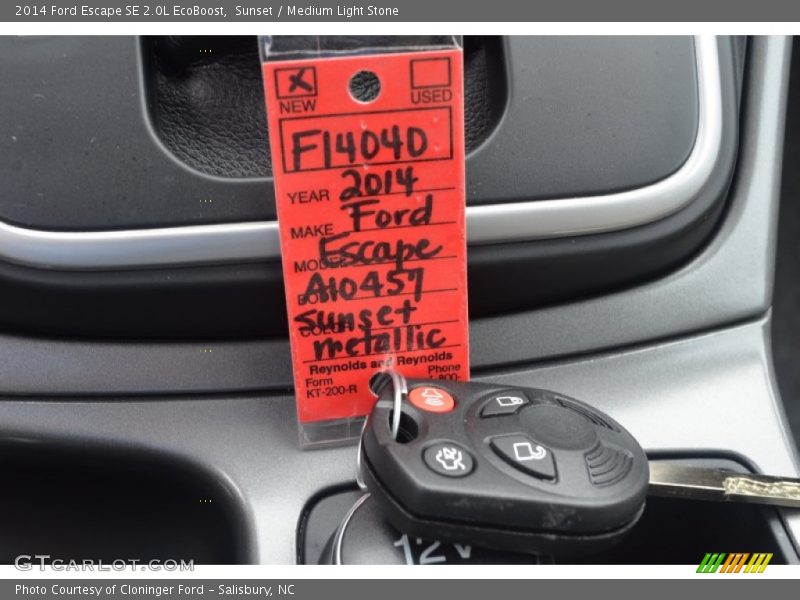 2014 Ford Escape SE 2.0L EcoBoost, Sunset / Medium Light Stone
X
NEW USED
F14040
YEAR 2014
MAKE Ford
MODEL Escape
A10457
COLOR Sunset
metallic
Reynolds and Reynolds
Form Phone
KT-200-R 1-800-
12V
GTCARLOT.COM
Photo Courtesy of Cloninger Ford – Salisbury, NC